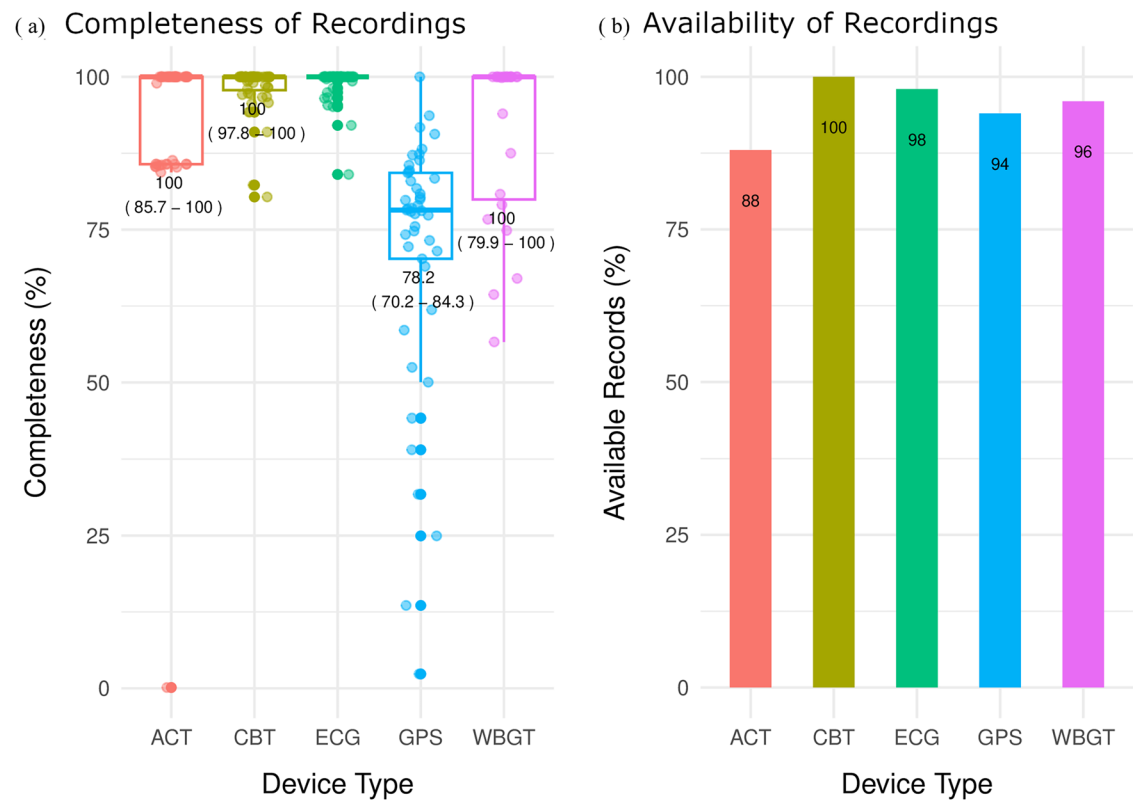 ( a) Completeness of Recordings
Completeness (%)
100
75
50
25
0
100
( 85.7 – 100 )
100
( 97.8 – 100 )
78.2
( 70.2 – 84.3 )
100
( 79.9 – 100 )
ACT CBT ECG GPS WBGT
Device Type
( b) Availability of Recordings
Available Records (%)
100
75
50
25
0
88
100
98
94
96
ACT CBT ECG GPS WBGT
Device Type